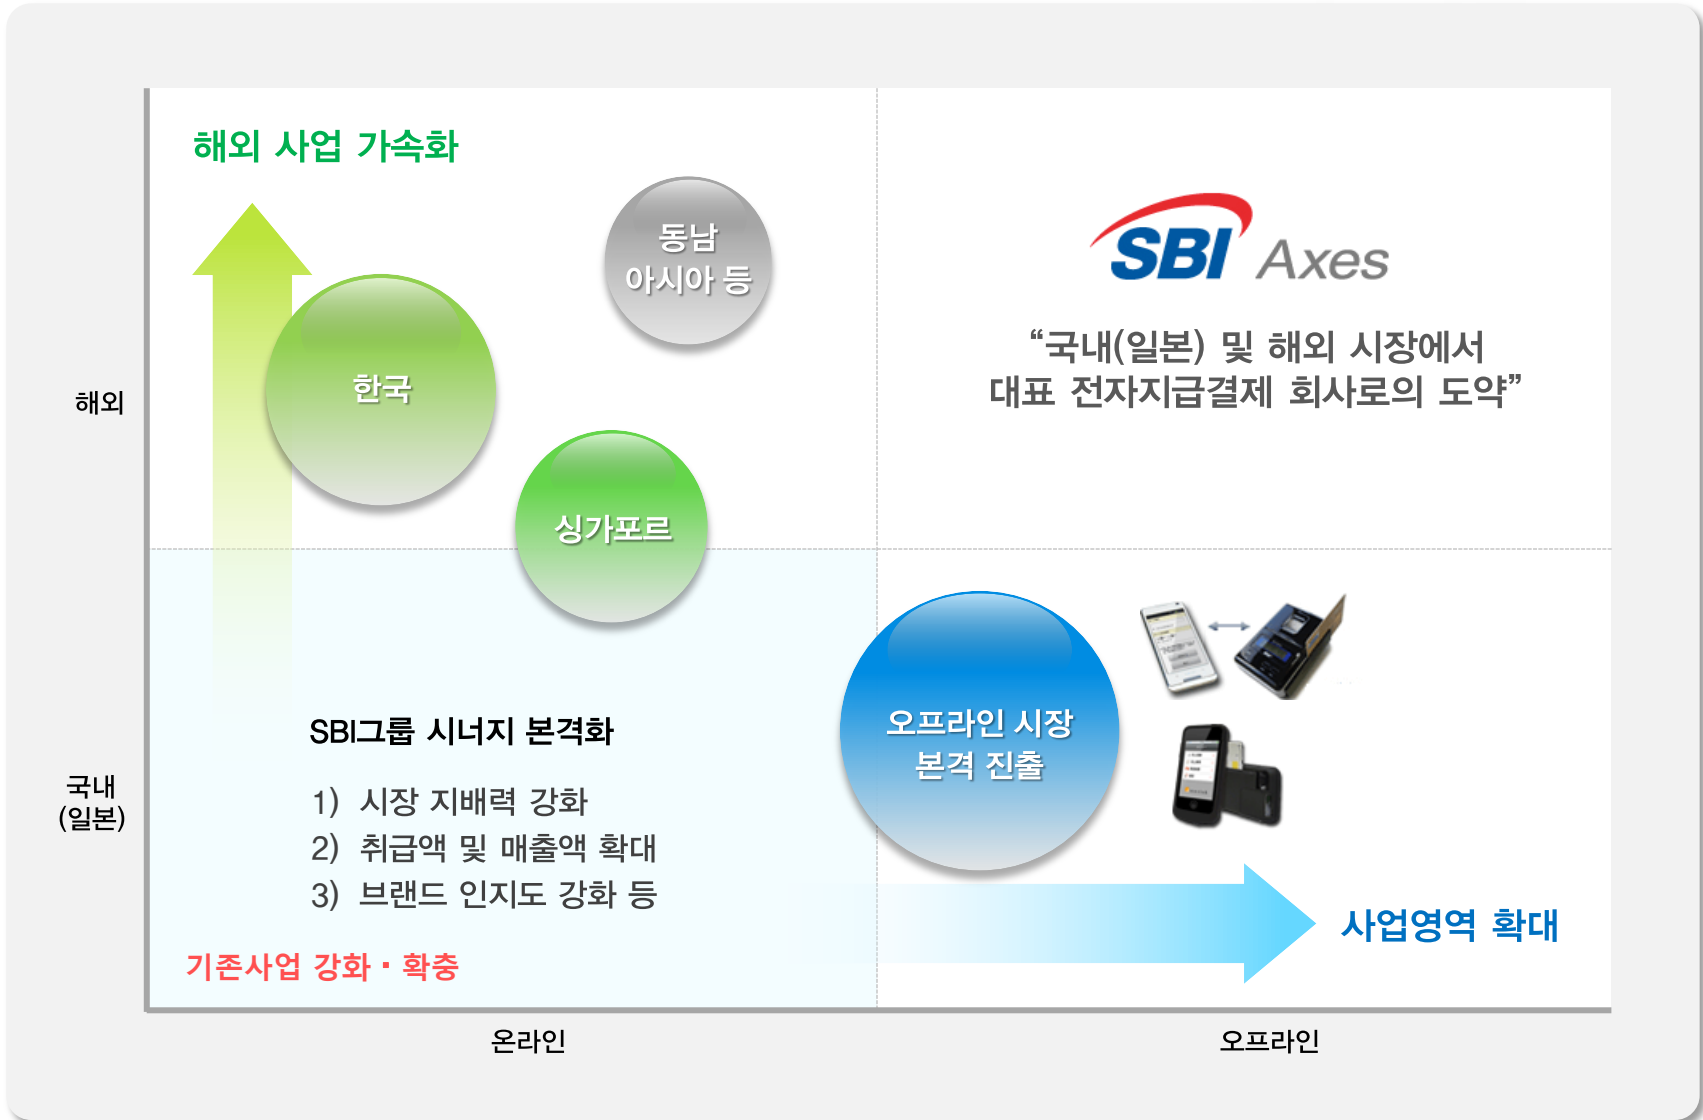 해외 사업 가속화
동남
아시아 등
SBI Axes
한국
“국내(일본) 및 해외 시장에서
대표 전자지급결제 회사로의 도약”
해외
싱가포르
오프라인 시장
본격 진출
SBI그룹 시너지 본격화
1) 시장 지배력 강화
2) 취급액 및 매출액 확대
3) 브랜드 인지도 강화 등
국내
(일본)
기존사업 강화 · 확충
사업영역 확대
온라인
오프라인